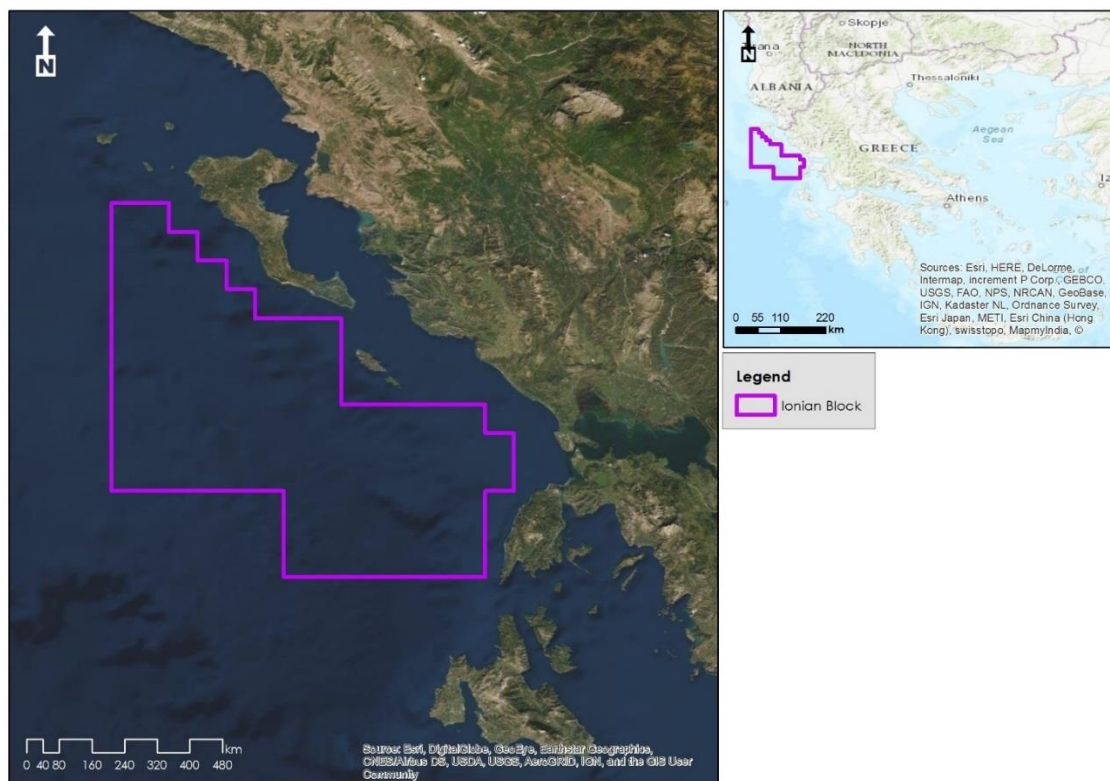 N
0 40 80 160 240 320 400 480
km
Source: Esri, DigitalGlobe, GeoEye, Earthstar Geographics,
CNES/Airbus DS, USDA, USGS, AeroGRID, IGN, and the GIS User
Community
N
Skopje
NORTH
MACEDONIA
ALBANIA
Thessaloniki
Aegean
Sea
GREECE
Athens
Sources: Esri, HERE, DeLorme,
Intermap, increment P Corp., GEBCO,
USGS, FAO, NPS, NRCAN, GeoBase,
IGN, Kadaster NL, Ordnance Survey,
Esri Japan, METI, Esri China (Hong
Kong), swisstopo, MapmyIndia, ©
0 55 110 220
km
Legend
Ionian Block